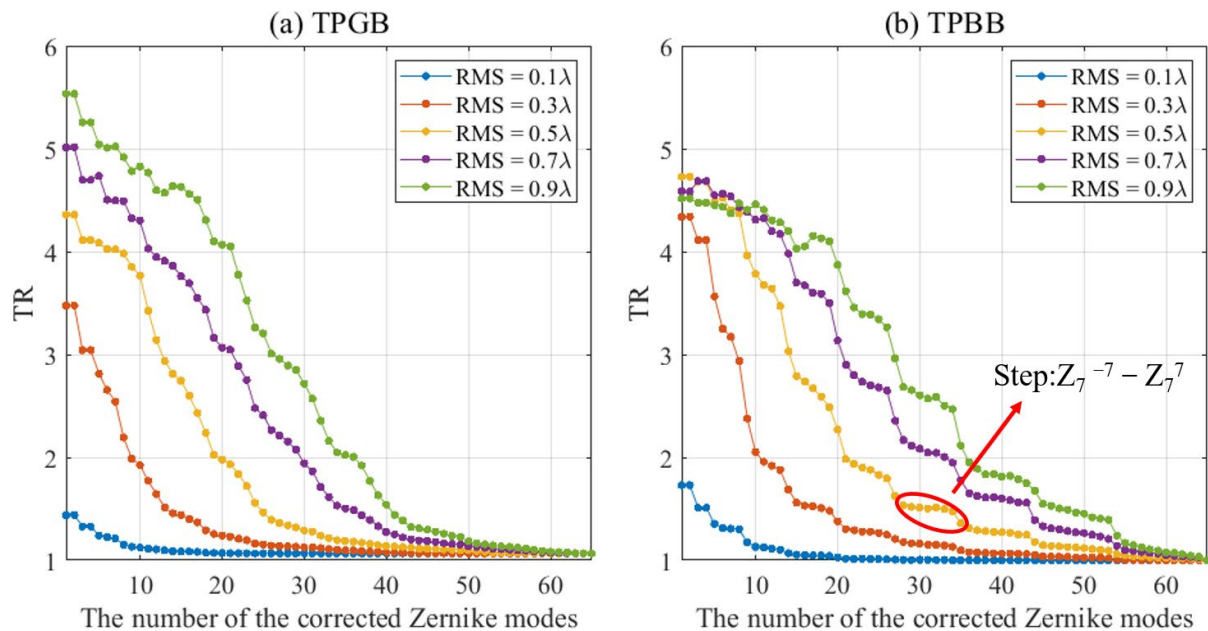 (a) TPGB
6
5
4
3
2
1
TR
RMS = 0.1λ
RMS = 0.3λ
RMS = 0.5λ
RMS = 0.7λ
RMS = 0.9λ
10 20 30 40 50 60
The number of the corrected Zernike modes
(b) TPBB
6
5
4
3
2
1
TR
RMS = 0.1λ
RMS = 0.3λ
RMS = 0.5λ
RMS = 0.7λ
RMS = 0.9λ
Step:Z₇⁻⁷ – Z₇⁷
10 20 30 40 50 60
The number of the corrected Zernike modes